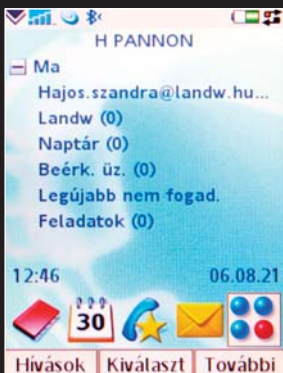 H PANNON
Ma
Hajos.szandra@landw.hu...
Landw (0)
Naptár (0)
Beérk. üz. (0)
Legújabb nem fogad.
Feladatok (0)
12:46 06.08.21
30
Hívások Kiválaszt További